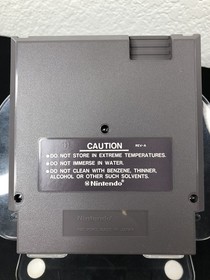 CAUTION
REV-A
•DO NOT STORE IN EXTREME TEMPERATURES.
•DO NOT IMMERSE IN WATER.
•DO NOT CLEAN WITH BENZENE, THINNER,
ALCOHOL OR OTHER SUCH SOLVENTS.
Nintendo®